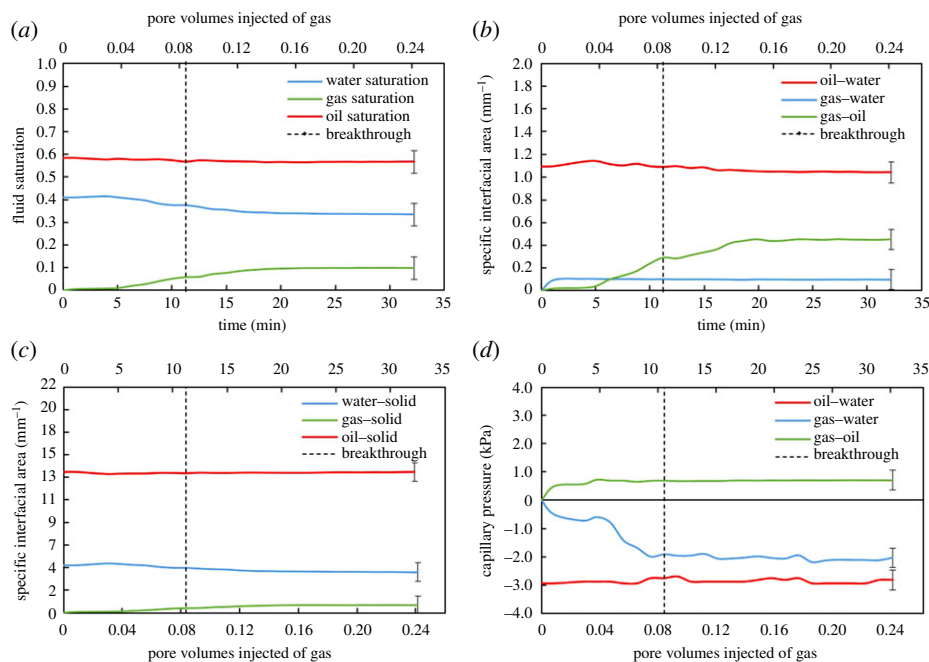 pore volumes injected of gas
(a)
0 0.04 0.08 0.12 0.16 0.20 0.24
1.0
0.9
0.8
0.7
0.6
0.5
0.4
0.3
0.2
0.1
0
fluid saturation
water saturation
gas saturation
oil saturation
breakthrough
0 5 10 15 20 25 30 35
time (min)
pore volumes injected of gas
(b)
0 0.04 0.08 0.12 0.16 0.20 0.24
2.0
1.8
1.6
1.4
1.2
1.0
0.8
0.6
0.4
0.2
0
specific interfacial area (mm⁻¹)
oil–water
gas–water
gas–oil
breakthrough
0 5 10 15 20 25 30 35
time (min)
(c)
0 5 10 15 20 25 30 35
22
20
18
15
13
11
9
7
4
2
0
specific interfacial area (mm⁻¹)
water–solid
gas–solid
oil–solid
breakthrough
0 0.04 0.08 0.12 0.16 0.20 0.24
pore volumes injected of gas
(d)
0 5 10 15 20 25 30 35
4.0
3.0
2.0
1.0
0
–1.0
–2.0
–3.0
–4.0
capillary pressure (kPa)
oil–water
gas–water
gas–oil
breakthrough
0 0.04 0.08 0.12 0.16 0.20 0.24
pore volumes injected of gas